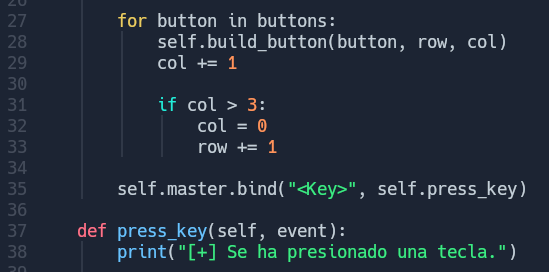 26
27 for button in buttons:
28 self.build_button(button, row, col)
29 col += 1
30
31 if col > 3:
32 col = 0
33 row += 1
34
35 self.master.bind("<Key>", self.press_key)
36
37 def press_key(self, event):
38 print("[+] Se ha presionado una tecla.")
39